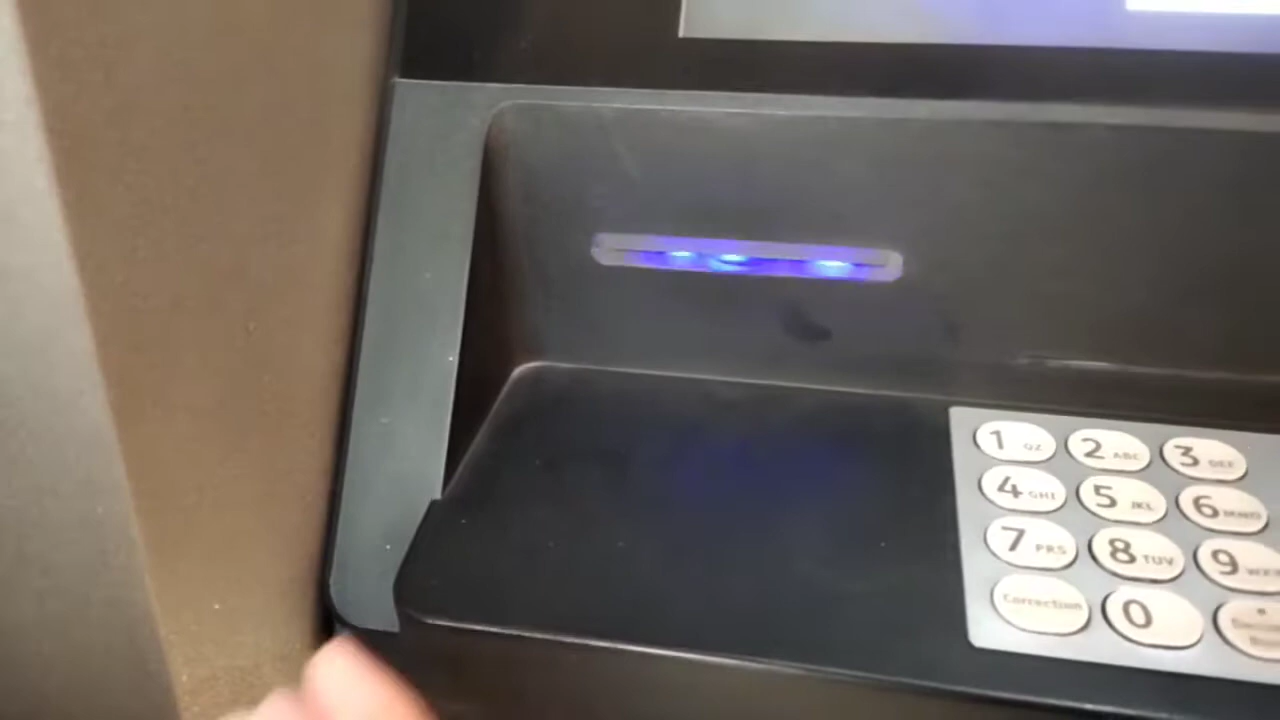 1 QZ 2 ABC 3 DEF
4 GHI 5 JKL 6 MNO
7 PRS 8 TUV 9
Correction 0